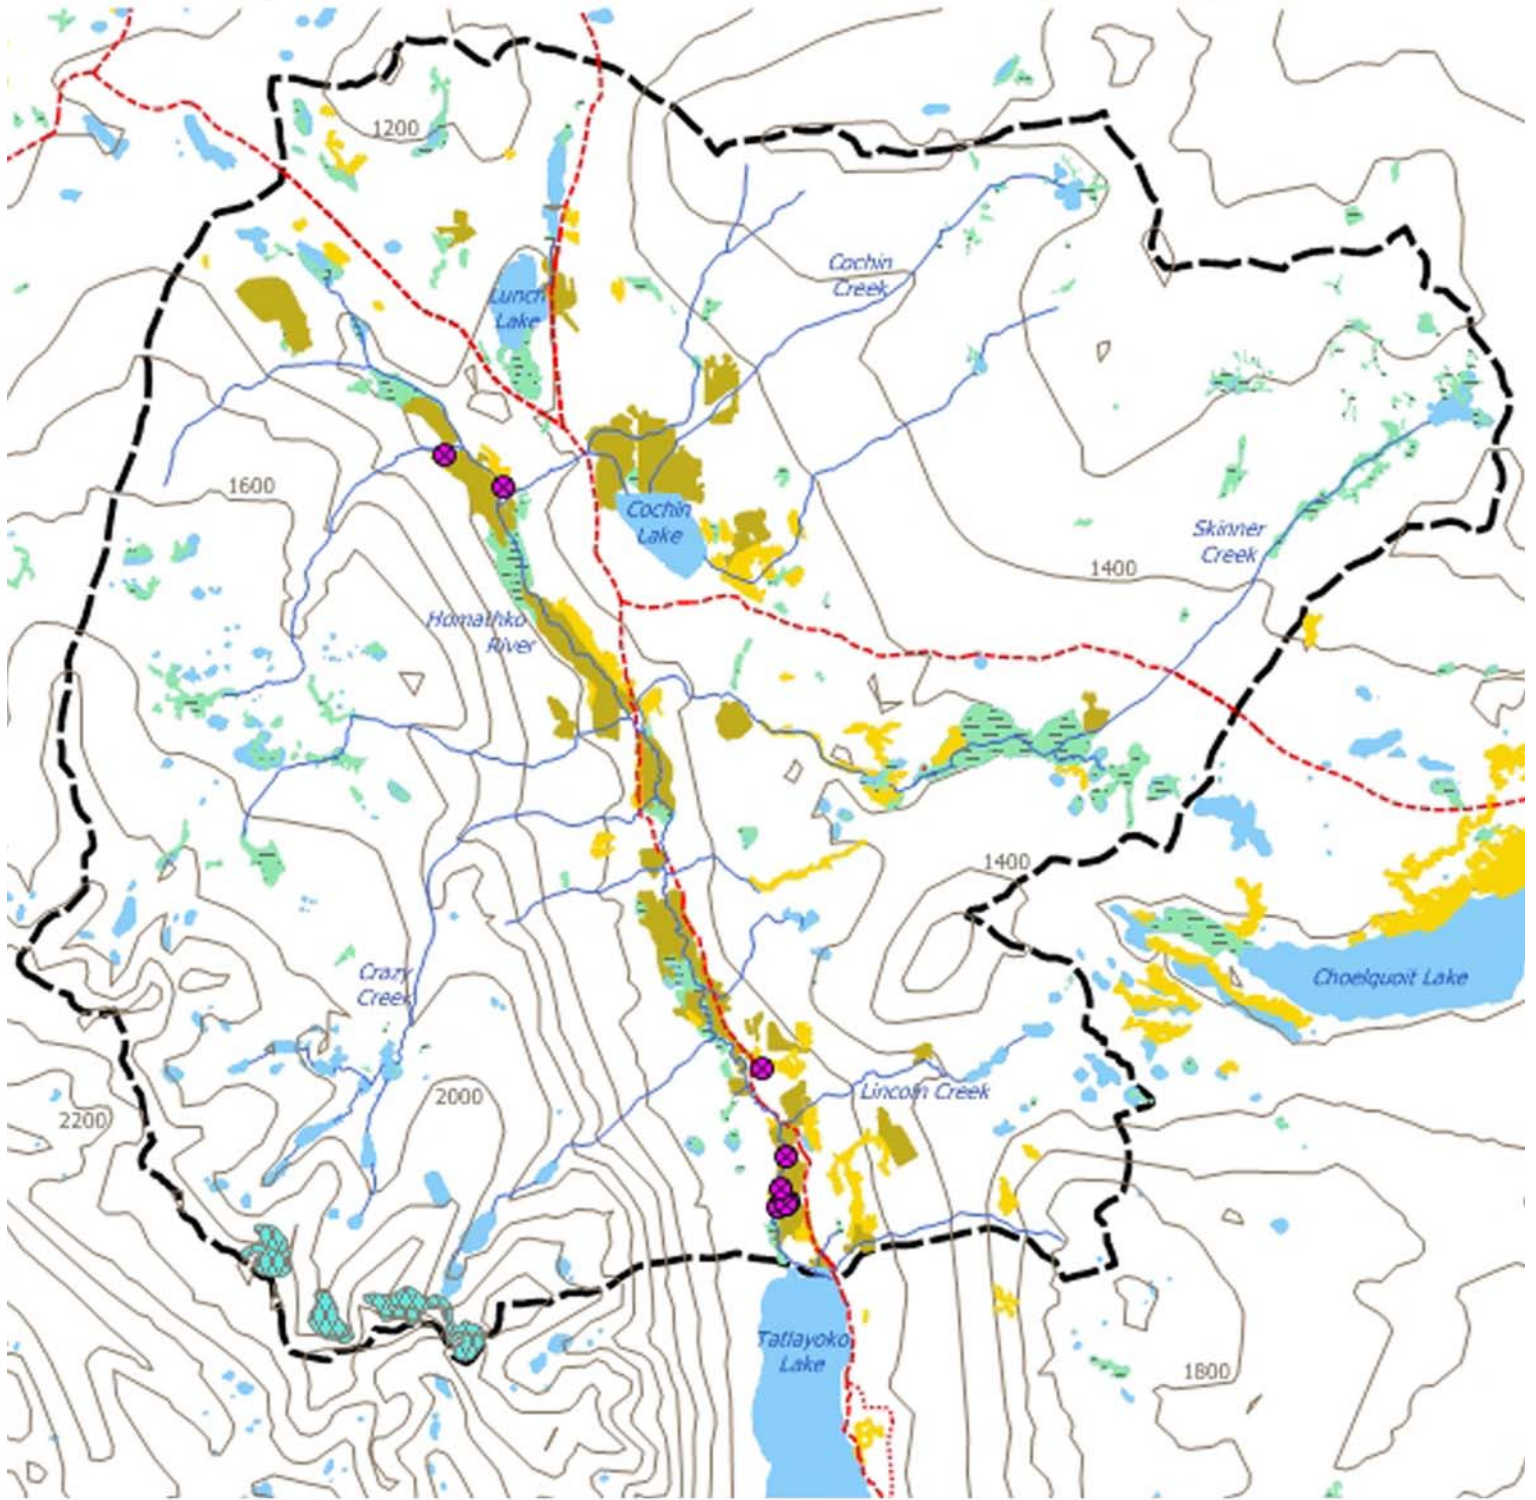 1200
Cochin
Creek
Lunch
Lake
1600
Cochin
Lake
Skinner
Creek
1400
Homathko
River
1400
Crazy
Creek
Choelquoit Lake
2000
Lincoln Creek
2200
Tatlayoko
Lake
1800